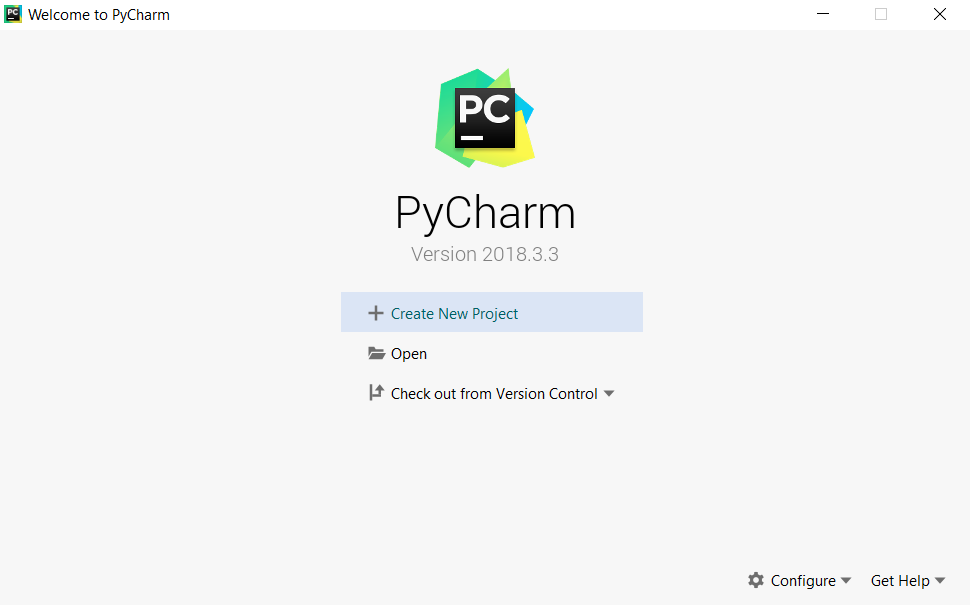 PC Welcome to PyCharm
PC
PyCharm
Version 2018.3.3
Create New Project
Open
Check out from Version Control
Configure Get Help